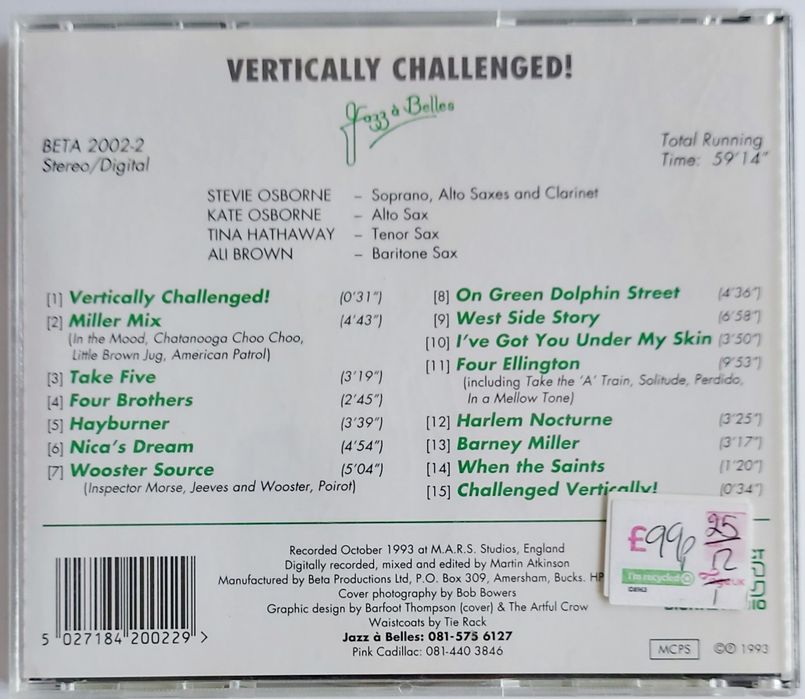 VERTICALLY CHALLENGED!
Jazz à Belles
BETA 2002-2
Stereo/Digital
Total Running
Time: 59'14"
STEVIE OSBORNE – Soprano, Alto Saxes and Clarinet
KATE OSBORNE – Alto Sax
TINA HATHAWAY – Tenor Sax
ALI BROWN – Baritone Sax
[1] Vertically Challenged! (0'31")
[2] Miller Mix (4'43")
(In the Mood, Chatanooga Choo Choo,
Little Brown Jug, American Patrol)
[3] Take Five (3'19")
[4] Four Brothers (2'45")
[5] Hayburner (3'39")
[6] Nica's Dream (4'54")
[7] Wooster Source (5'04")
(Inspector Morse, Jeeves and Wooster, Poirot)
[8] On Green Dolphin Street (4'36")
[9] West Side Story (6'58")
[10] I've Got You Under My Skin (3'50")
[11] Four Ellington (9'53")
(including Take the 'A' Train, Solitude, Perdido,
In a Mellow Tone)
[12] Harlem Nocturne (3'25")
[13] Barney Miller (3'17")
[14] When the Saints (1'20")
[15] Challenged Vertically! (0'34")
Recorded October 1993 at M.A.R.S. Studios, England
Digitally recorded, mixed and edited by Martin Atkinson
Manufactured by Beta Productions Ltd, P.O. Box 309, Amersham, Bucks. HP
Cover photography by Bob Bowers
Graphic design by Barfoot Thompson (cover) & The Artful Crow
Waistcoats by Tie Rack
Jazz à Belles: 081-575 6127
Pink Cadillac: 081-440 3846
5 027184 200229 >
£99p
25
12
1
I'm recycled
MCPS
©℗ 1993